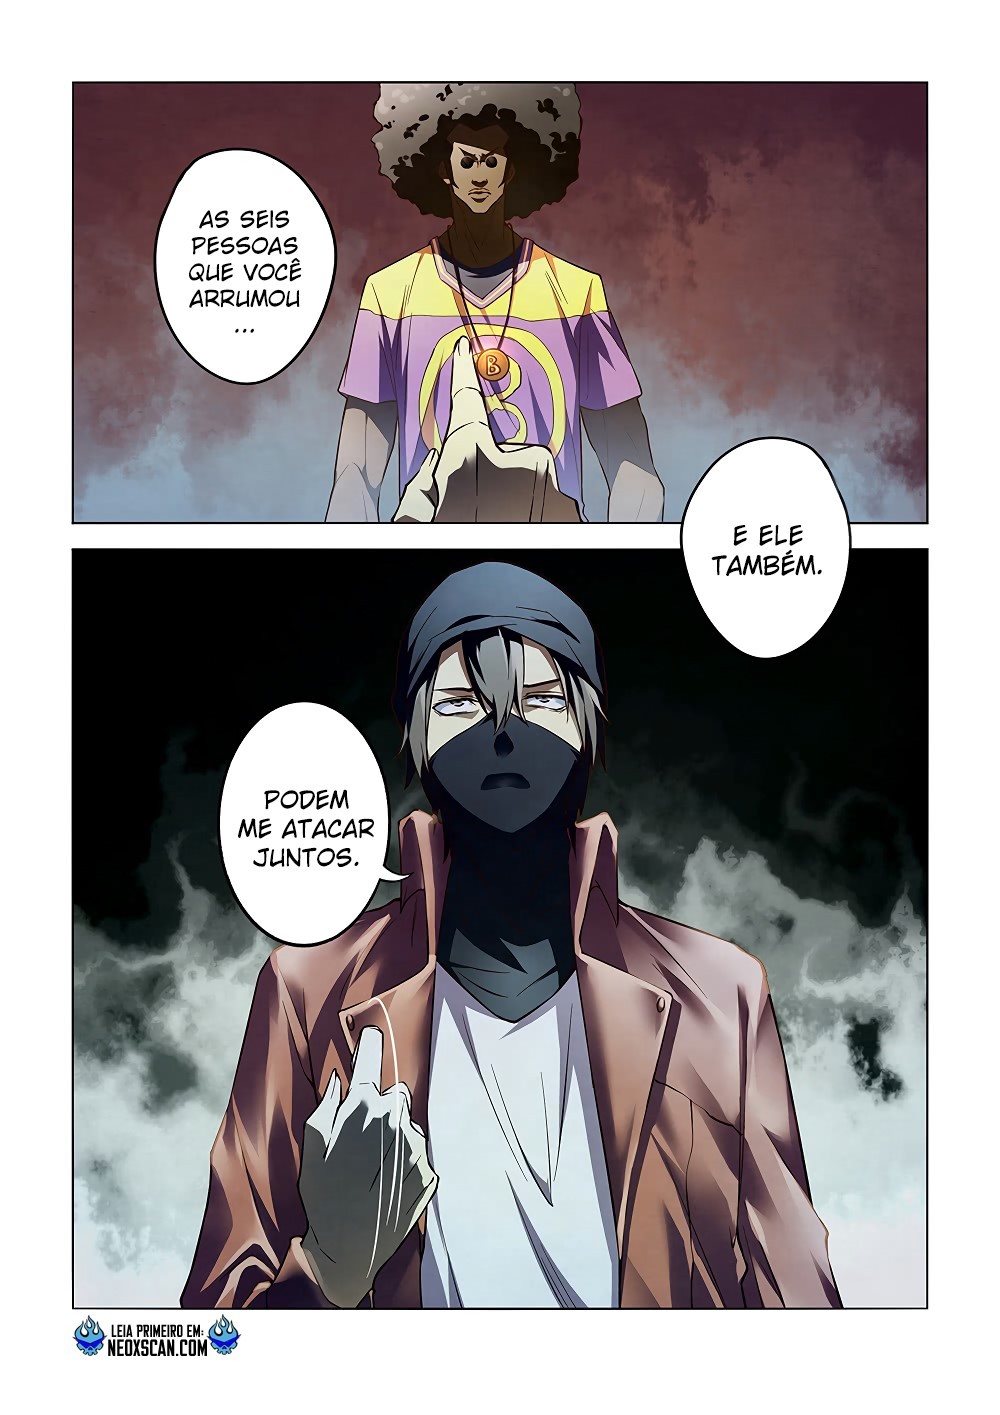 AS SEIS
PESSOAS
QUE VOCÊ
ARRUMOU
...
B
E ELE
TAMBÉM.
PODEM
ME ATACAR
JUNTOS.
LEIA PRIMEIRO EM:
NEOXSCAN.COM